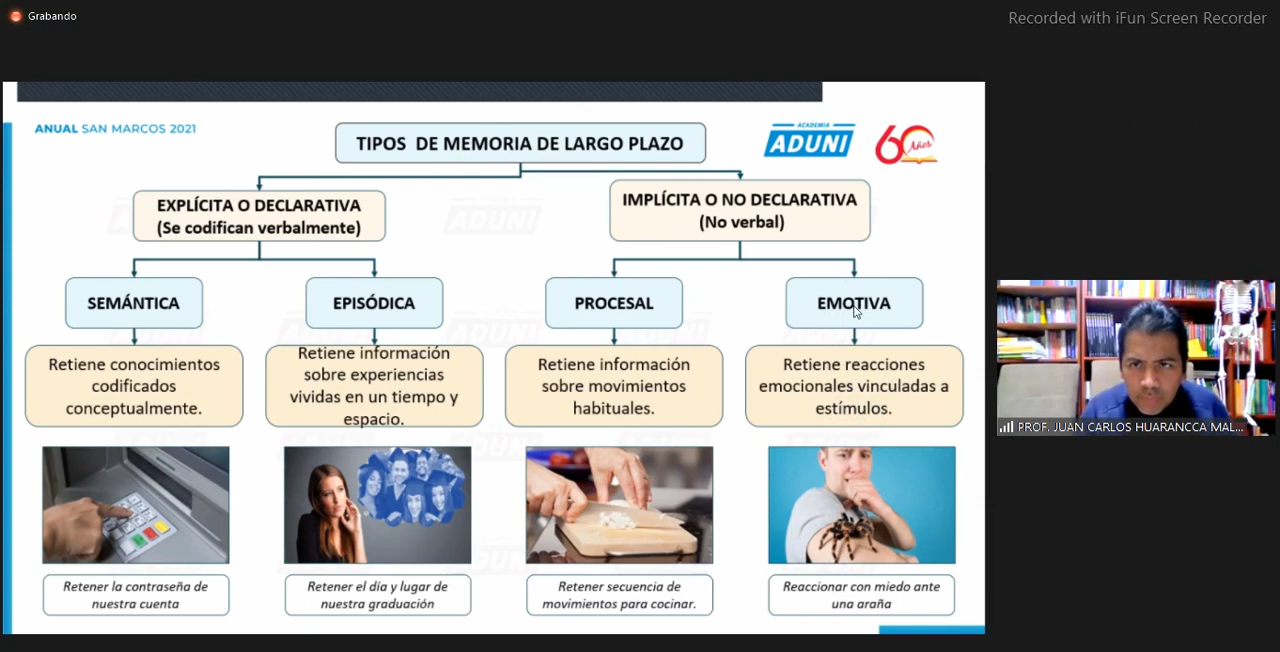 Grabando
Recorded with iFun Screen Recorder
ANUAL SAN MARCOS 2021
TIPOS DE MEMORIA DE LARGO PLAZO
ACADEMIA
ADUNI
60 Años
EXPLÍCITA O DECLARATIVA
(Se codifican verbalmente)
IMPLÍCITA O NO DECLARATIVA
(No verbal)
ADUNI
SEMÁNTICA
EPISÓDICA
PROCESAL
EMOTIVA
Retiene conocimientos
codificados
conceptualmente.
Retiene información
sobre experiencias
vividas en un tiempo y
espacio.
Retiene información
sobre movimientos
habituales.
Retiene reacciones
emocionales vinculadas a
estímulos.
PROF. JUAN CARLOS HUARANCCA MAL...
Retener la contraseña de
nuestra cuenta
Retener el día y lugar de
nuestra graduación
Retener secuencia de
movimientos para cocinar.
Reaccionar con miedo ante
una araña